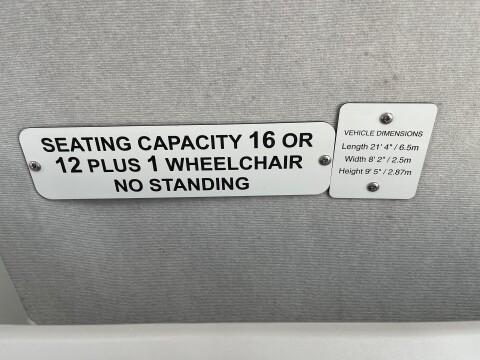 SEATING CAPACITY 16 OR
12 PLUS 1 WHEELCHAIR
NO STANDING
VEHICLE DIMENSIONS
Length 21' 4" / 6.5m
Width 8' 2" / 2.5m
Height 9' 5" / 2.87m